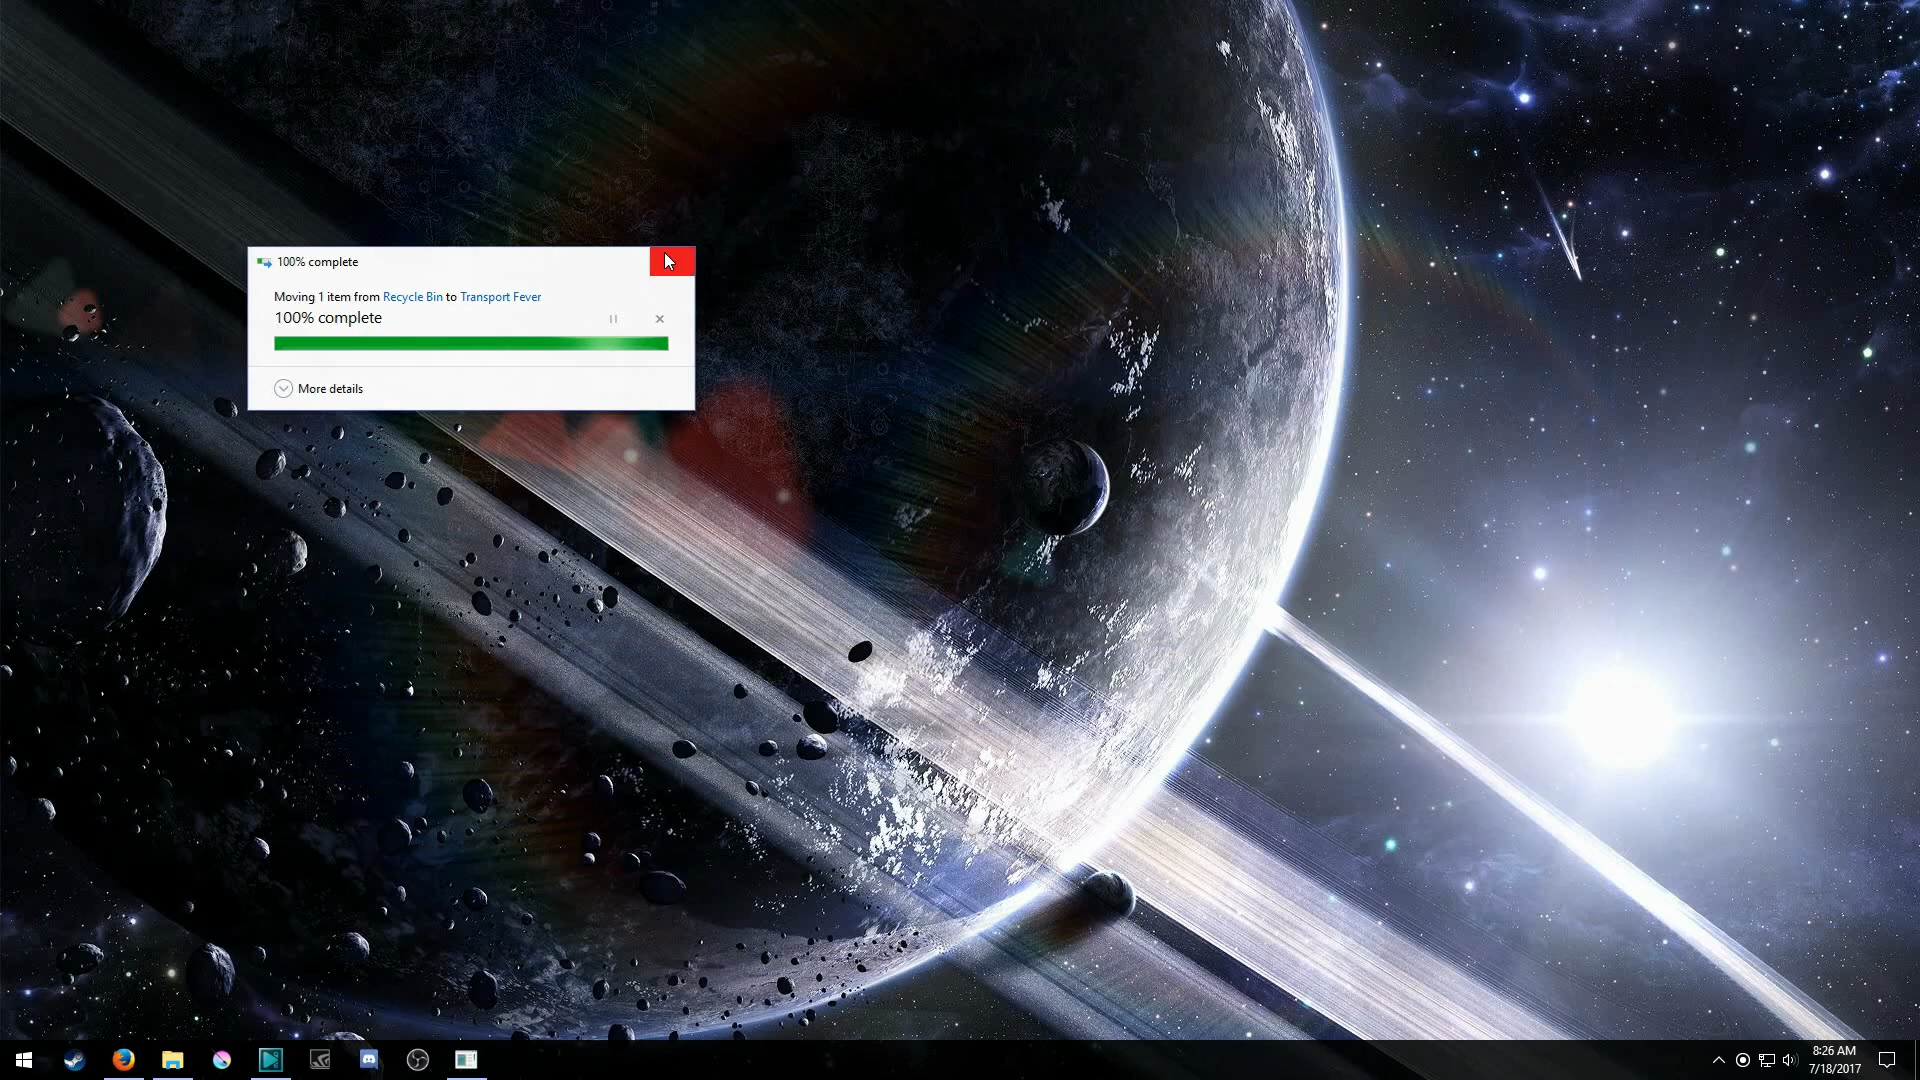 100% complete
Moving 1 item from Recycle Bin to Transport Fever
100% complete
More details
8:26 AM
7/18/2017